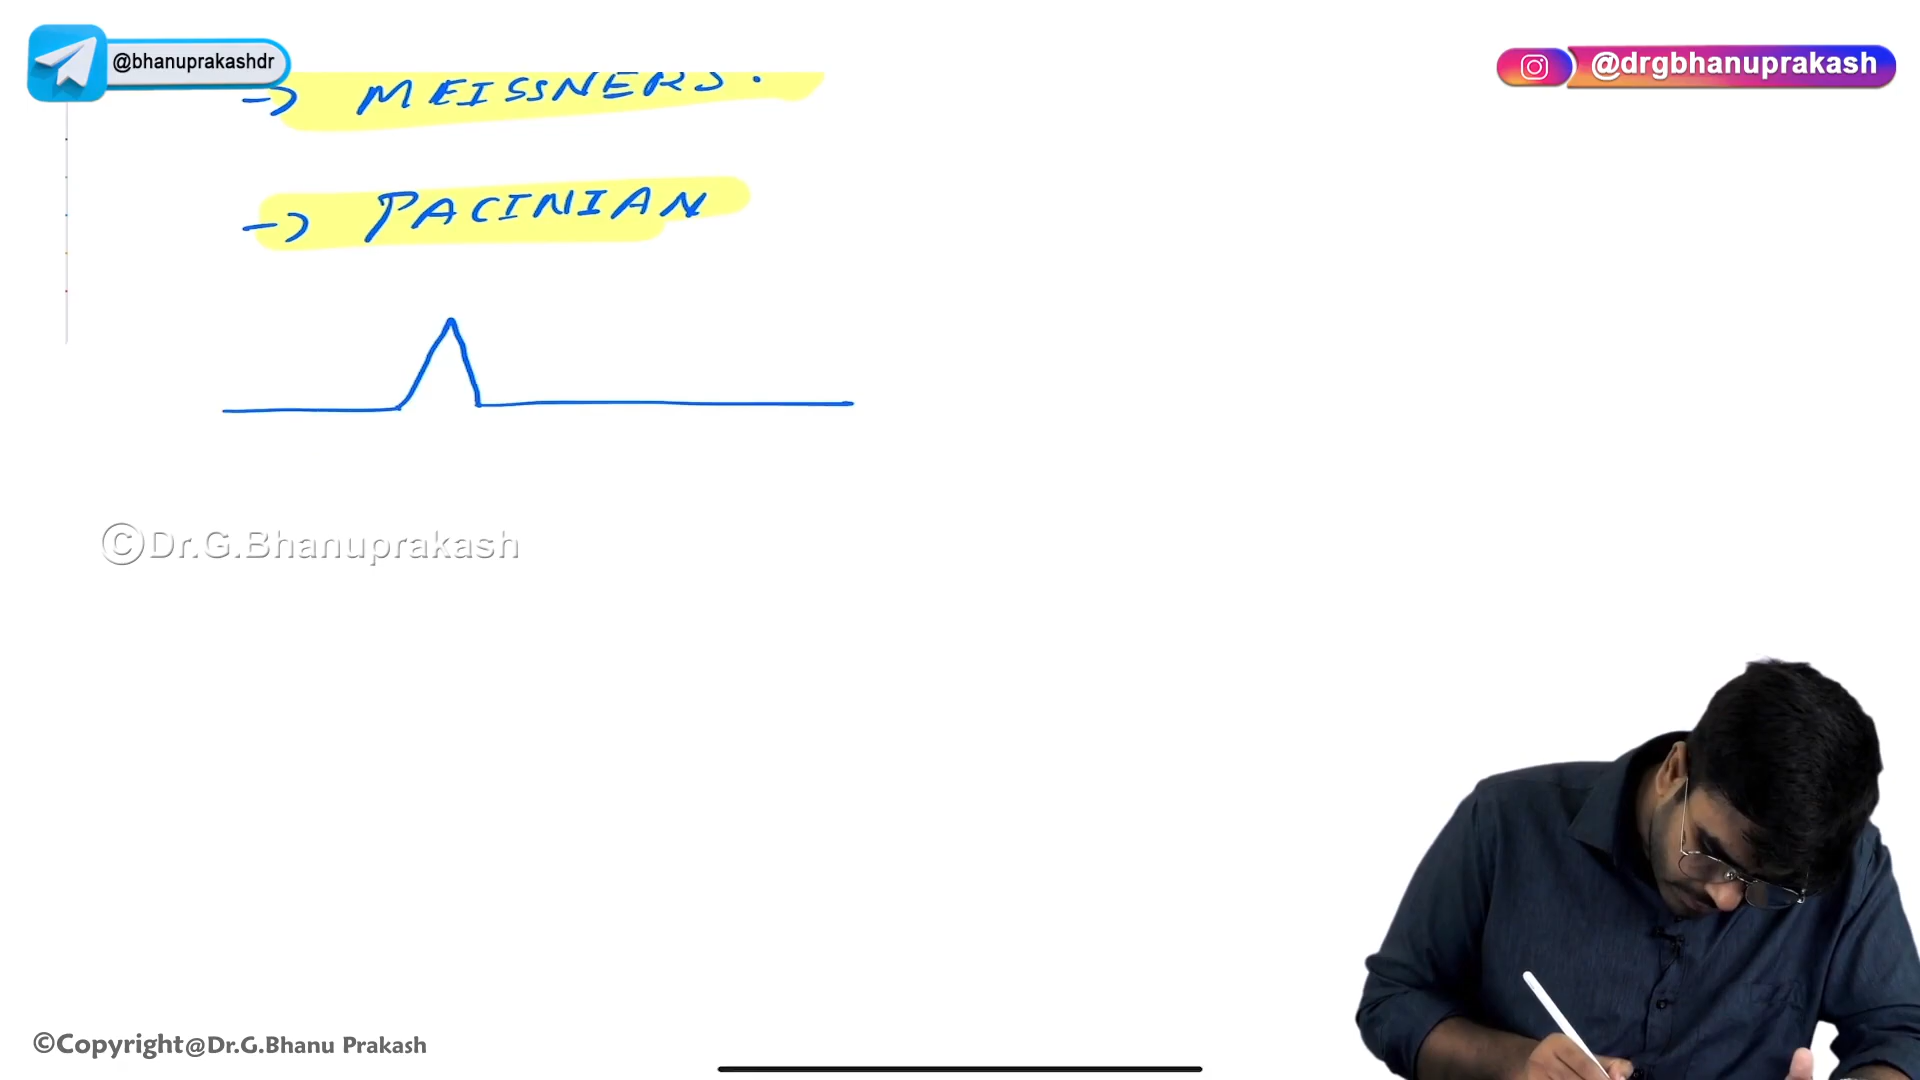 @bhanuprakashdr
@drgbhanuprakash
-> MEISSNERS.
-> PACINIAN
©Dr.G.Bhanuprakash
©Copyright@Dr.G.Bhanu Prakash